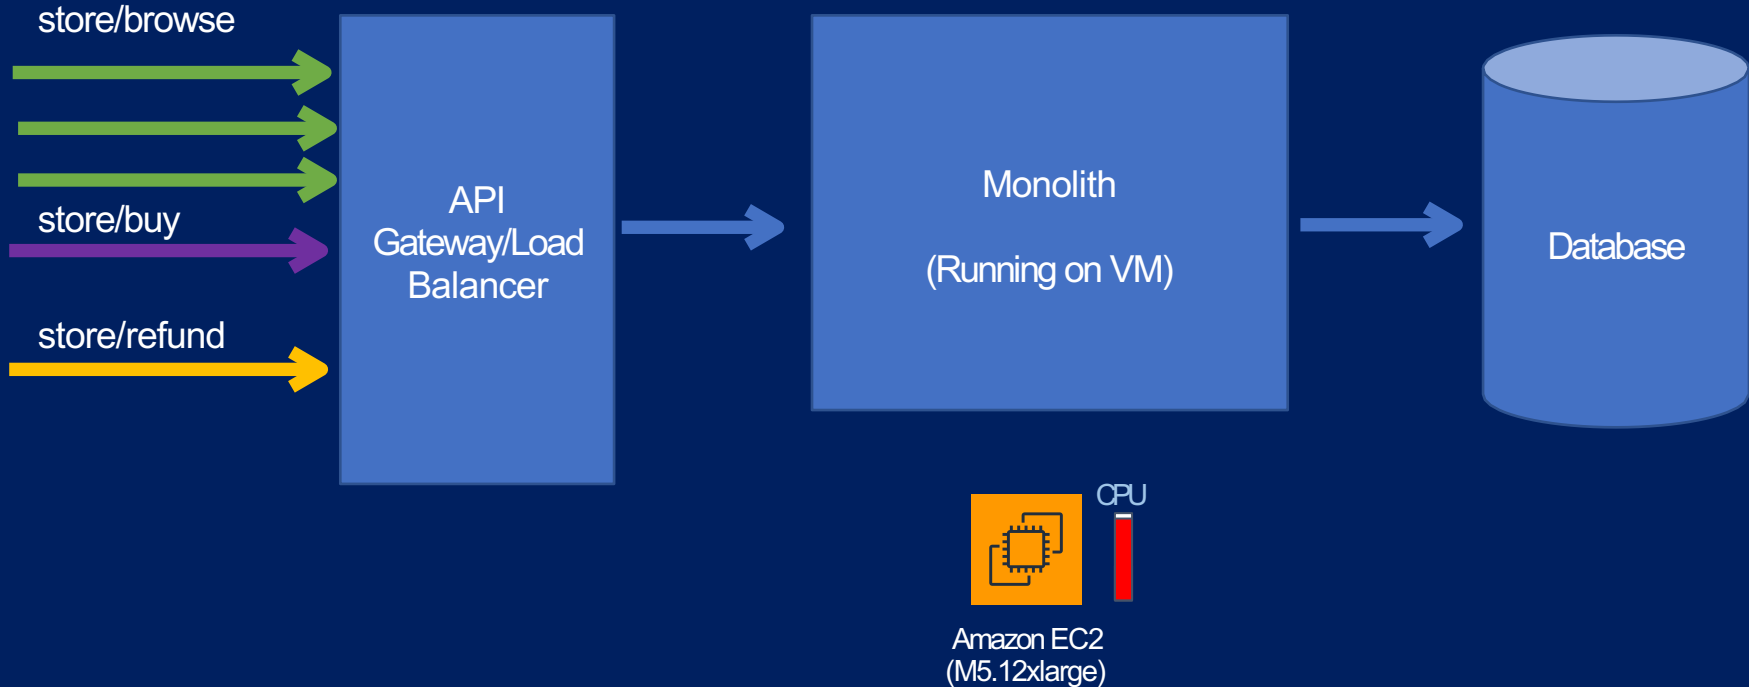 store/browse
store/buy
store/refund
API
Gateway/Load
Balancer
Monolith
(Running on VM)
Database
CPU
Amazon EC2
(M5.12xlarge)